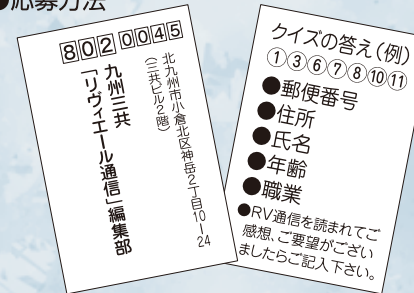 ●応募方法
8020045
北九州市小倉北区神岳2丁目10-24
(三共ビル2階)
九州三共
「リヴィエール通信」編集部
クイズの答え(例)
①③⑥⑦⑧⑩⑪
●郵便番号
●住所
●氏名
●年齢
●職業
●RV通信を読まれてご
感想、ご要望がござい
ましたらご記入下さい。